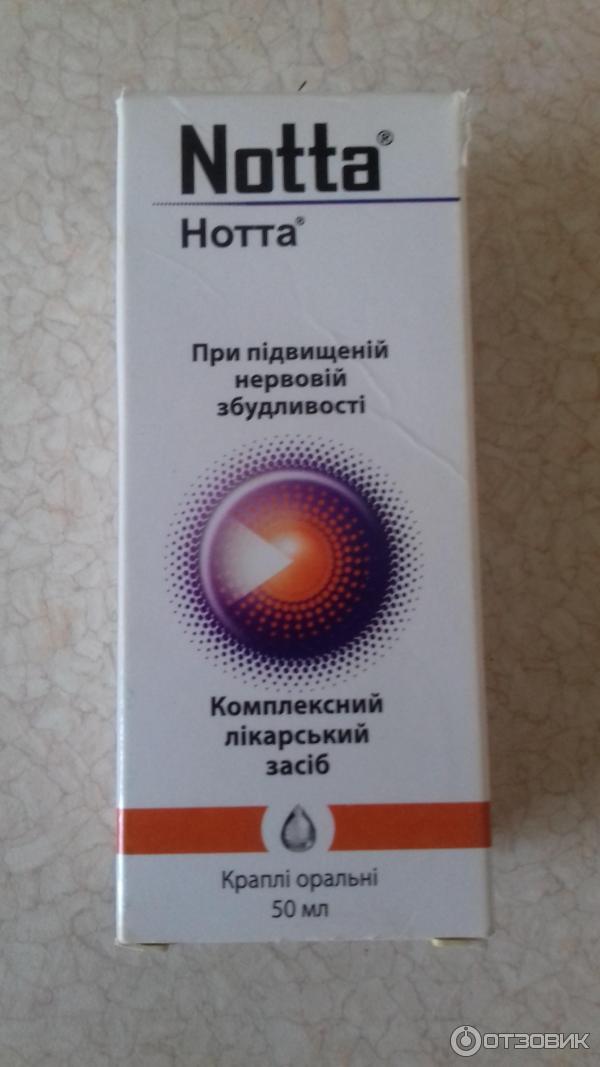 Notta®
Нотта®
При підвищеній
нервовій
збудливості
Комплексний
лікарський
засіб
Краплі оральні
50 мл
ОТЗОВИК